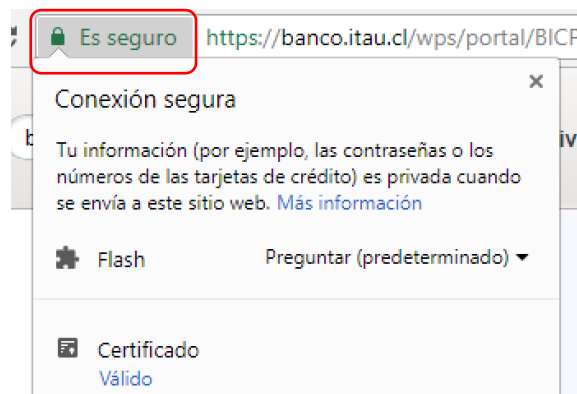 Es seguro https://banco.itau.cl/wps/portal/BICF
Conexión segura
Tu información (por ejemplo, las contraseñas o los
números de las tarjetas de crédito) es privada cuando
se envía a este sitio web. Más información
Flash Preguntar (predeterminado)
Certificado
Válido